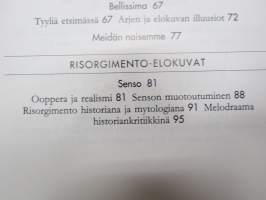 Bellissima 67
Tyyliä etsimässä 67 Arjen ja elokuvan illuusiot 72
Meidän naisemme 77
RISORGIMENTO-ELOKUVAT
Senso 81
Ooppera ja realismi 81 Senson muotoutuminen 88
Risorgimento historiana ja mytologiana 91 Melodraama
historiankritiikkinä 95